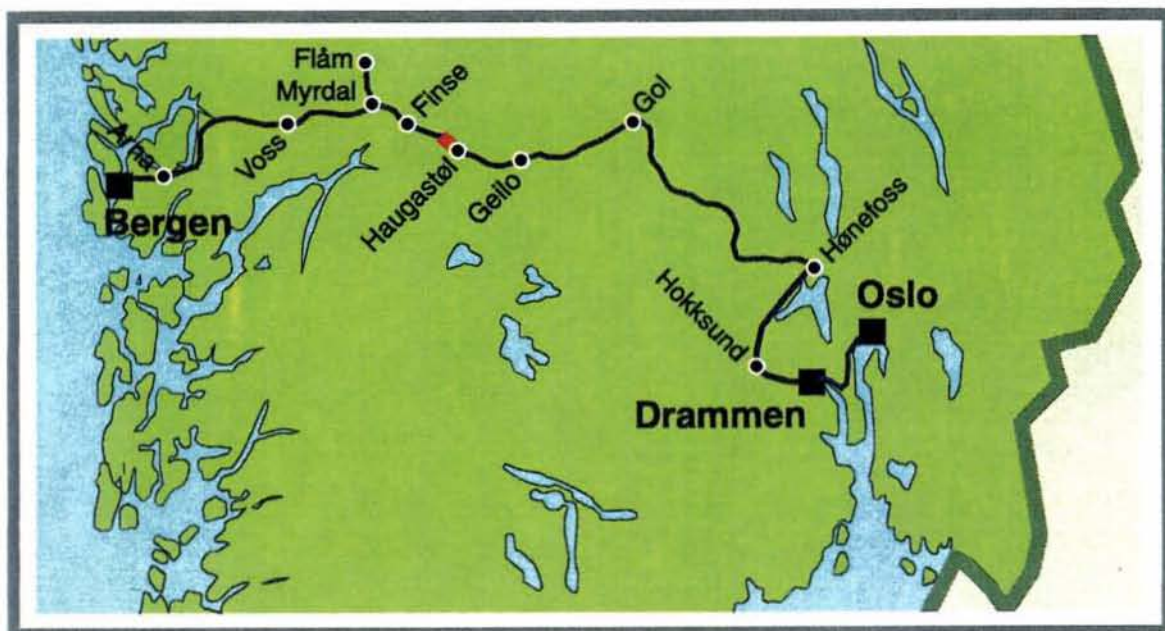 Flåm
Myrdal
Finse
Gol
Arna
Voss
Haugastøl
Geilo
Bergen
Hønefoss
Hokksund
Oslo
Drammen